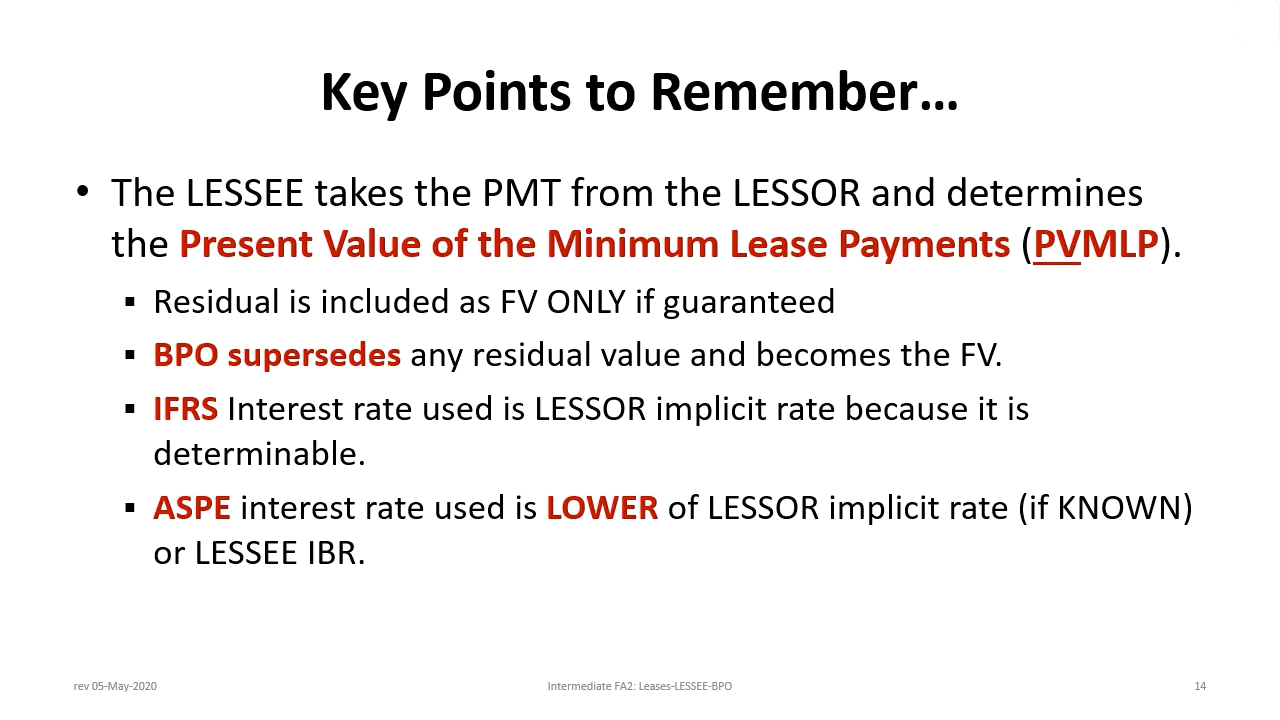 Key Points to Remember…
• The LESSEE takes the PMT from the LESSOR and determines
the Present Value of the Minimum Lease Payments (PVMLP).
▪ Residual is included as FV ONLY if guaranteed
▪ BPO supersedes any residual value and becomes the FV.
▪ IFRS Interest rate used is LESSOR implicit rate because it is
determinable.
▪ ASPE interest rate used is LOWER of LESSOR implicit rate (if KNOWN)
or LESSEE IBR.
rev 05-May-2020
Intermediate FA2: Leases-LESSEE-BPO
14